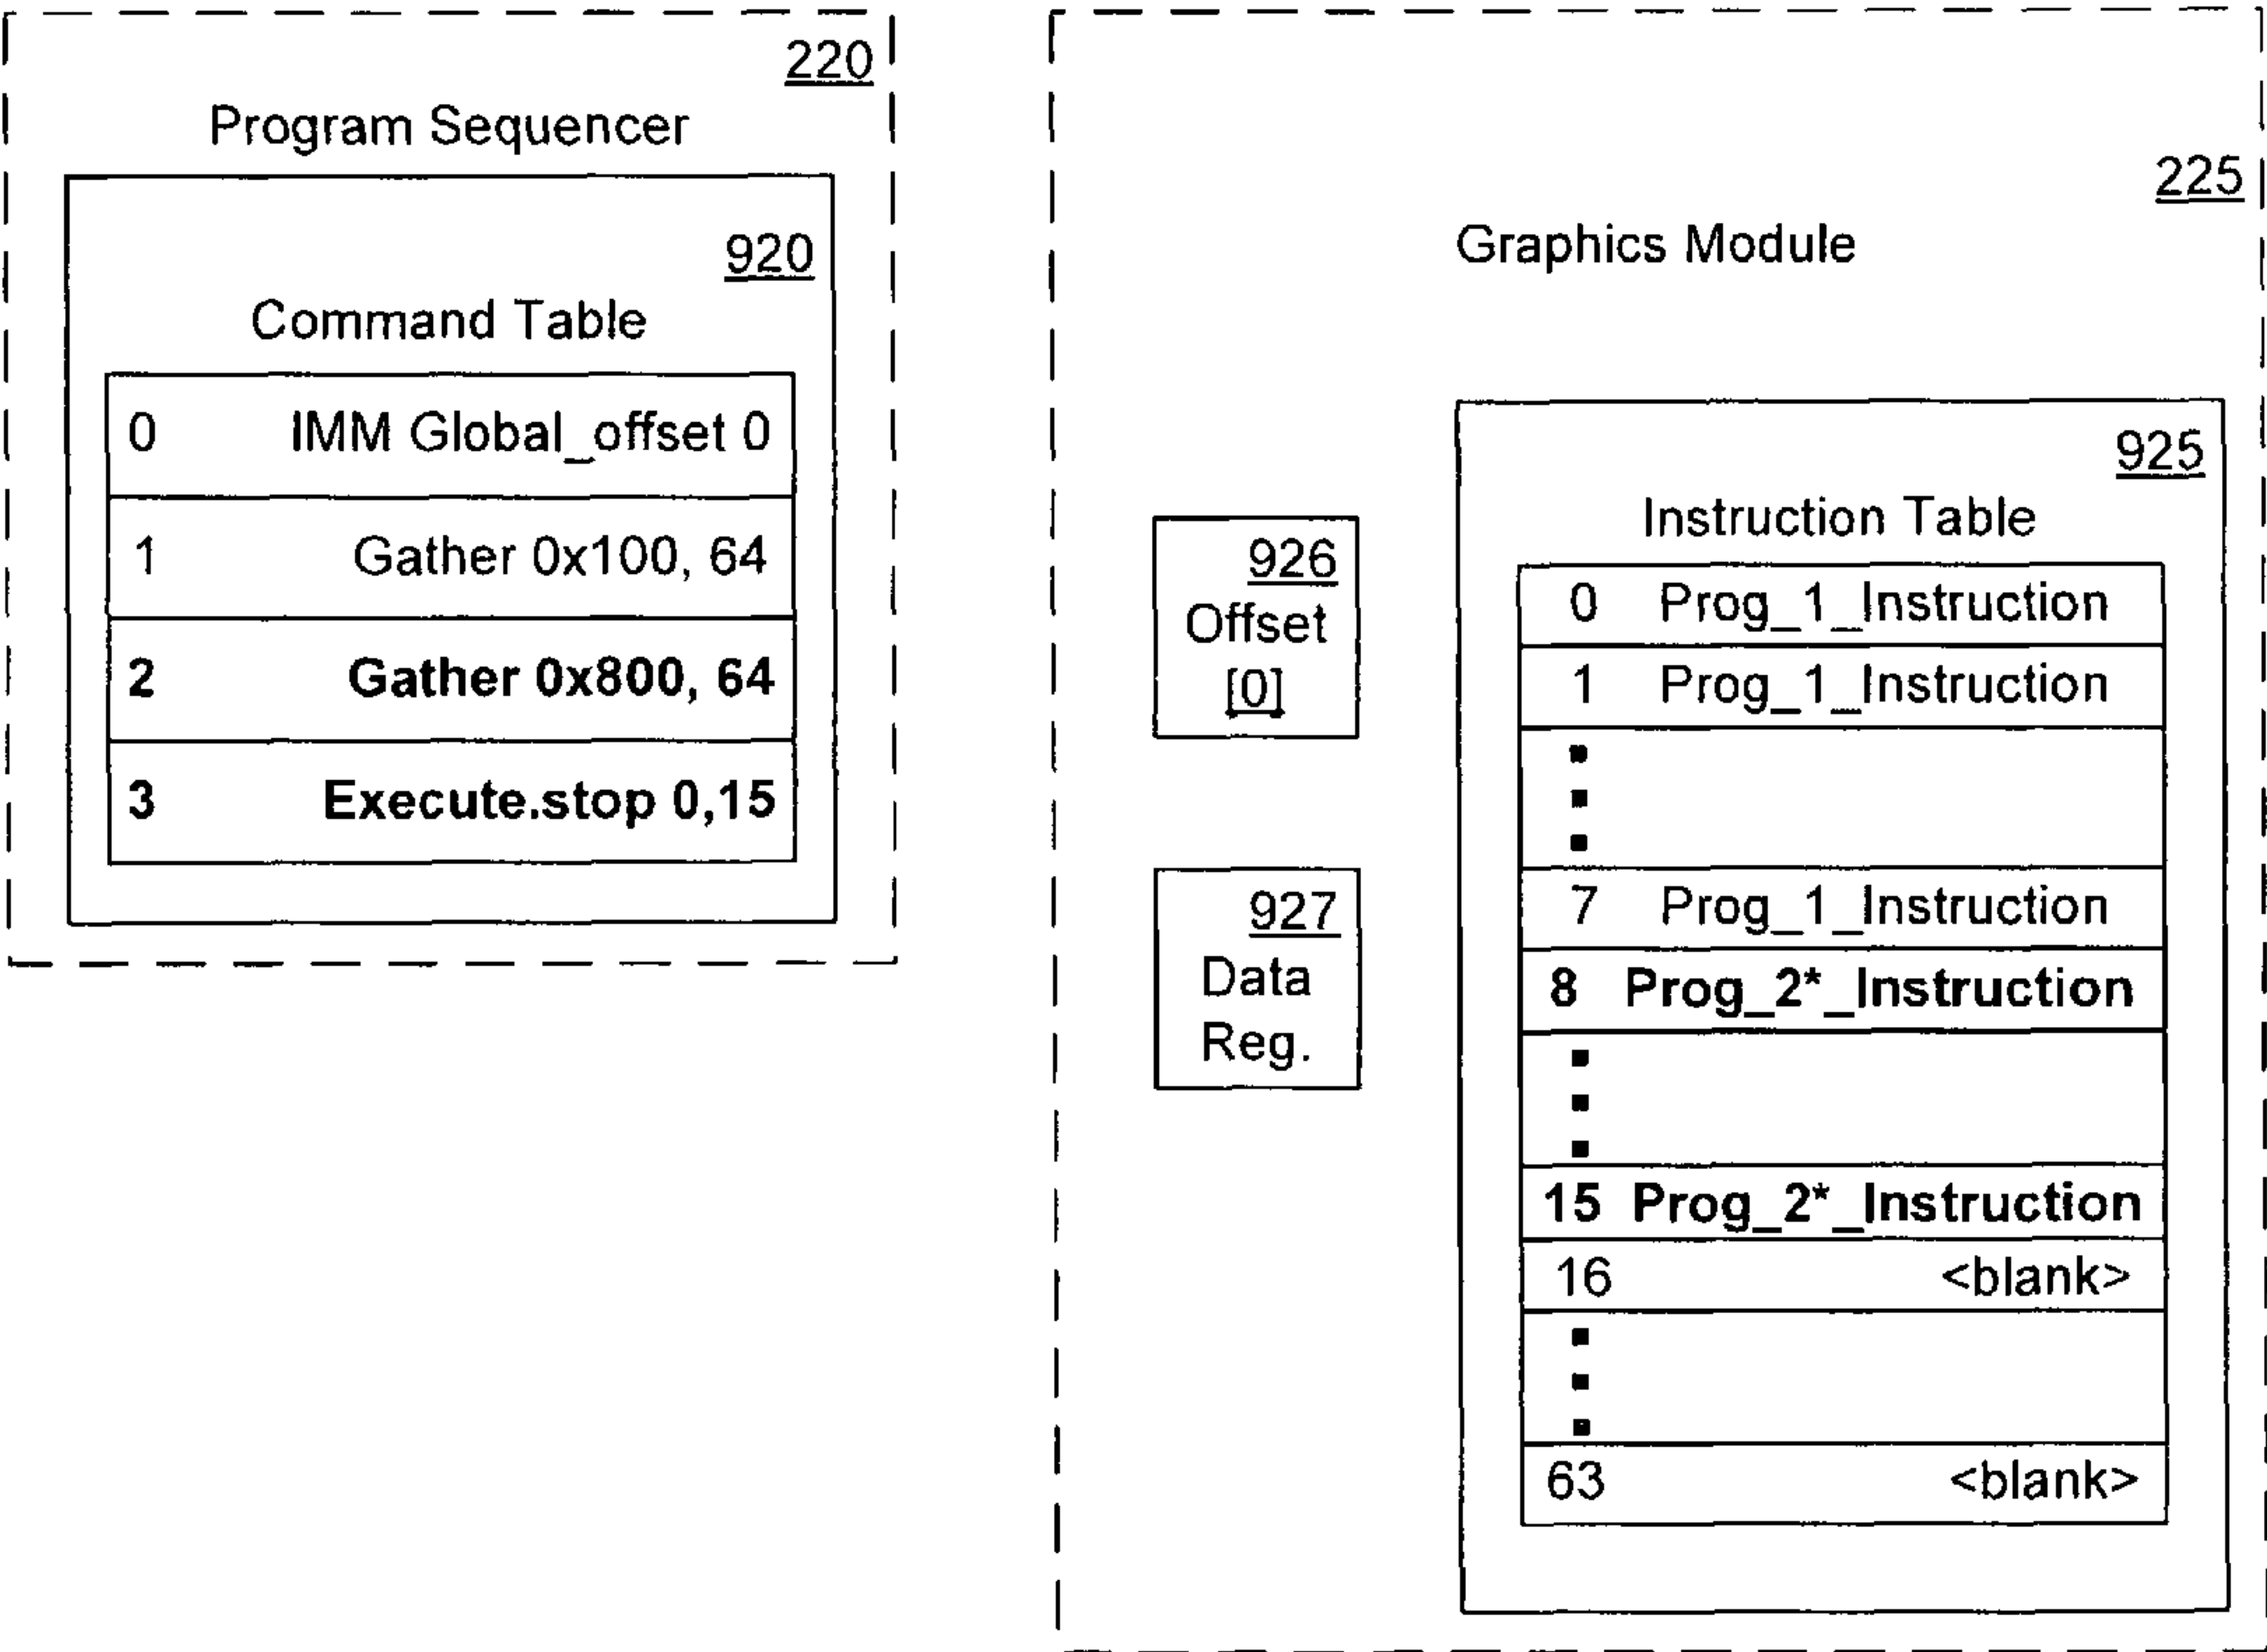 220
Program Sequencer
920
Command Table
0 IMM Global_offset 0
1 Gather 0x100, 64
2 Gather 0x800, 64
3 Execute.stop 0,15
225
Graphics Module
926
Offset
[0]
927
Data
Reg.
925
Instruction Table
0 Prog_1_Instruction
1 Prog_1_Instruction
7 Prog_1_Instruction
8 Prog_2*_Instruction
15 Prog_2*_Instruction
16 <blank>
63 <blank>